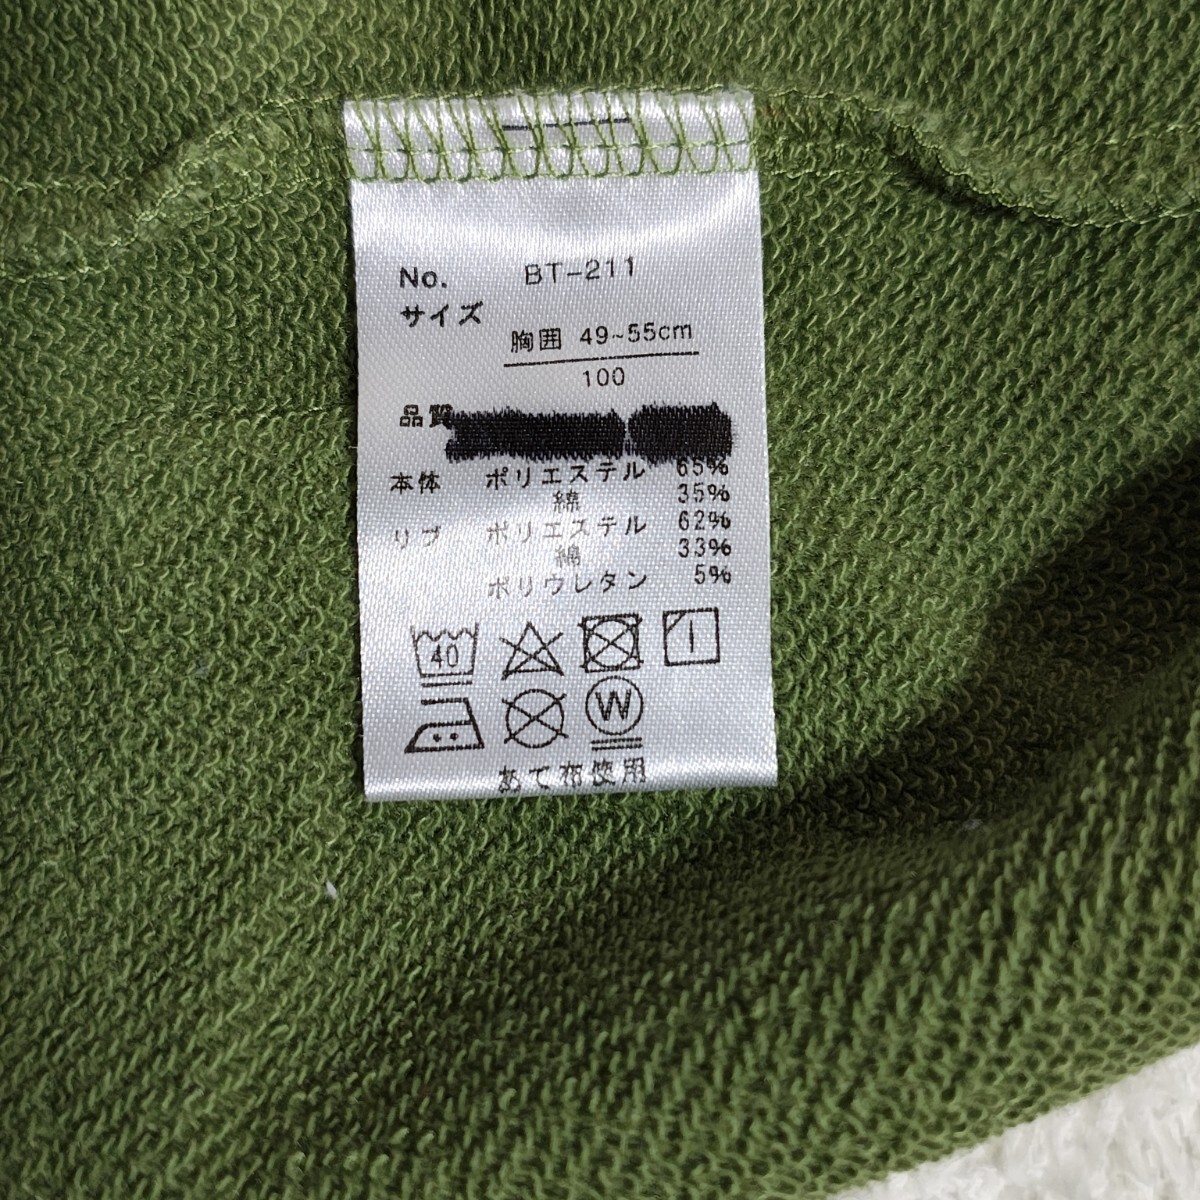 No. BT-211
サイズ
胸囲 49~55cm
100
品質
本体 ポリエステル 65%
綿 35%
リブ ポリエステル 62%
綿 33%
ポリウレタン 5%
40
W
あて布使用